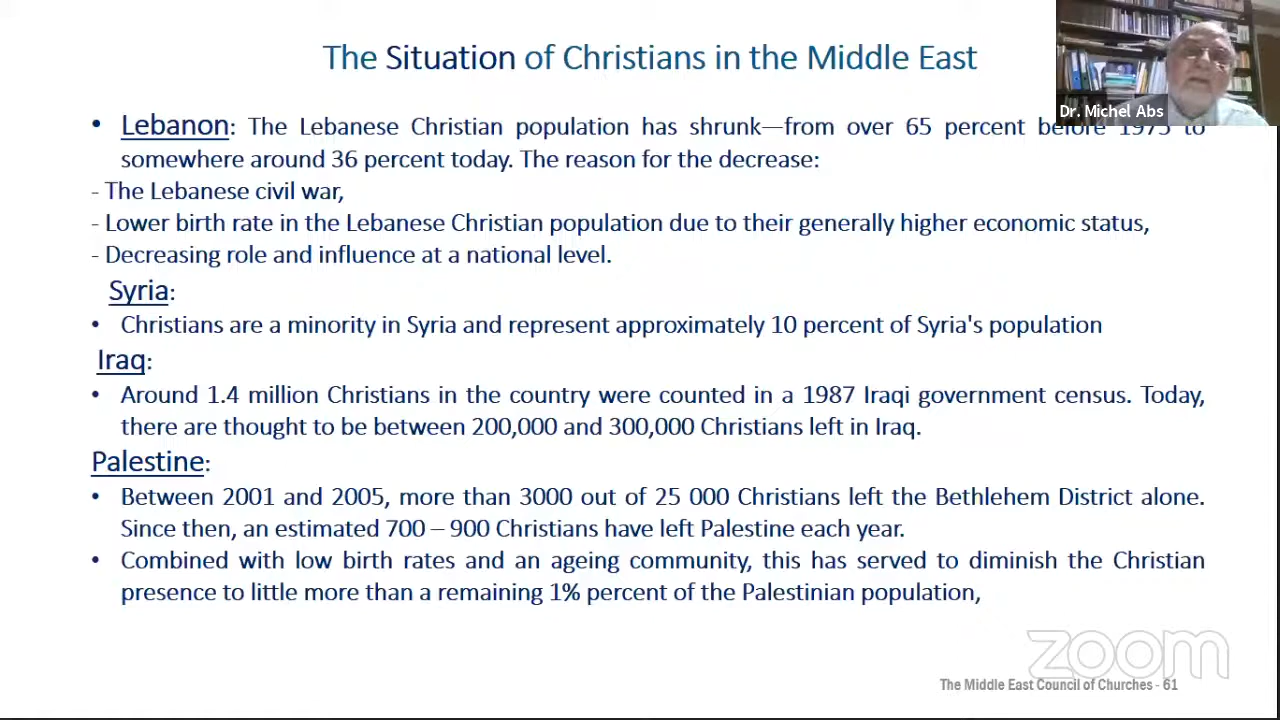 The Situation of Christians in the Middle East
Dr. Michel Abs
• Lebanon: The Lebanese Christian population has shrunk—from over 65 percent before 1975 to
somewhere around 36 percent today. The reason for the decrease:
- The Lebanese civil war,
- Lower birth rate in the Lebanese Christian population due to their generally higher economic status,
- Decreasing role and influence at a national level.
Syria:
• Christians are a minority in Syria and represent approximately 10 percent of Syria's population
Iraq:
• Around 1.4 million Christians in the country were counted in a 1987 Iraqi government census. Today,
there are thought to be between 200,000 and 300,000 Christians left in Iraq.
Palestine:
• Between 2001 and 2005, more than 3000 out of 25 000 Christians left the Bethlehem District alone.
Since then, an estimated 700 – 900 Christians have left Palestine each year.
• Combined with low birth rates and an ageing community, this has served to diminish the Christian
presence to little more than a remaining 1% percent of the Palestinian population,
zoom
The Middle East Council of Churches - 61